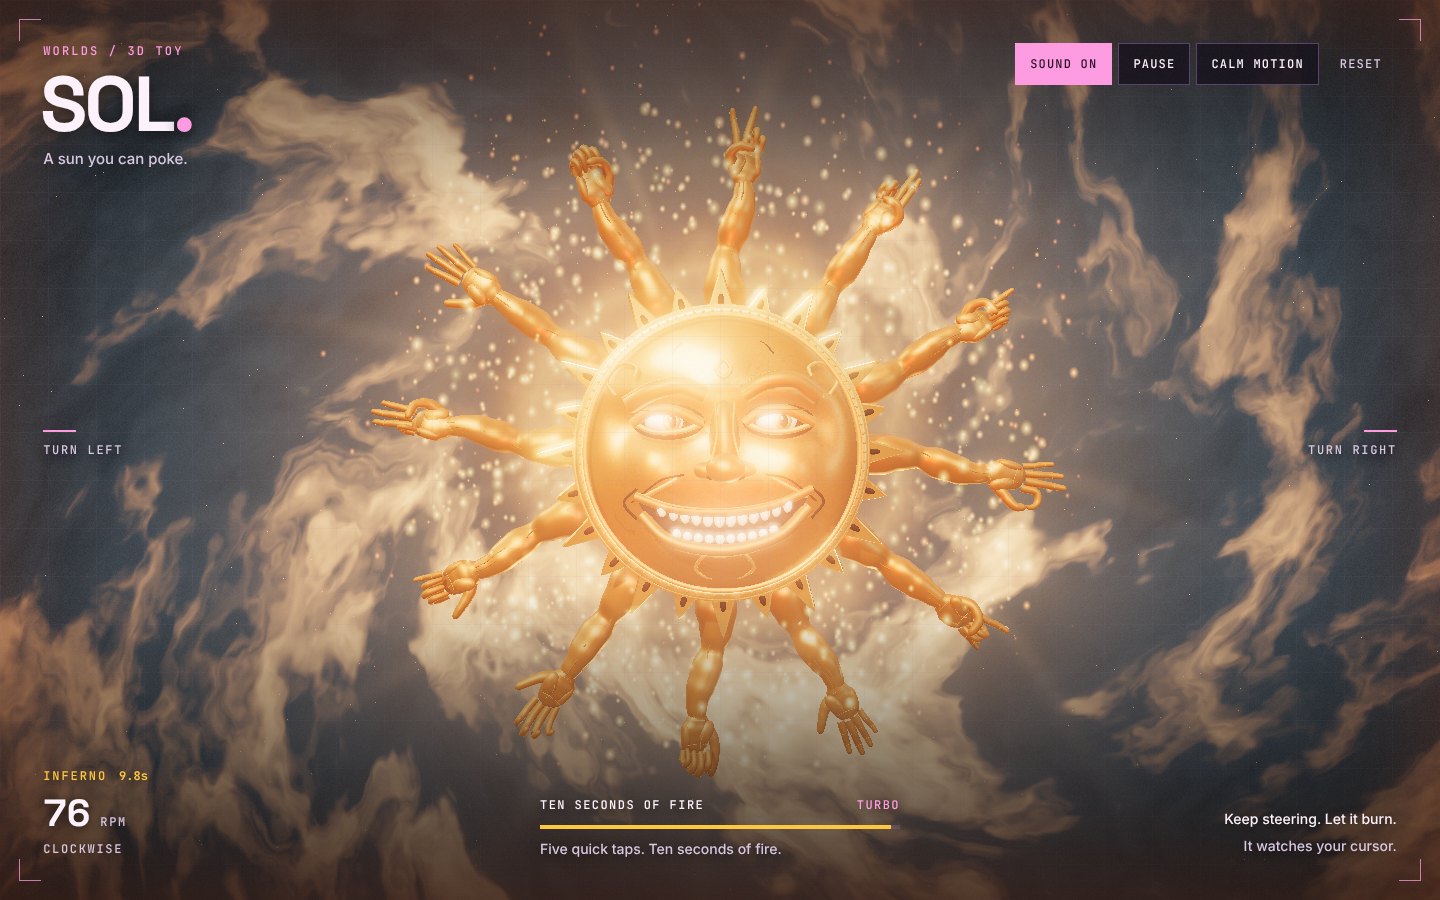 WORLDS / 3D TOY
SOL.
A sun you can poke.
SOUND ON
PAUSE
CALM MOTION
RESET
TURN LEFT
TURN RIGHT
INFERNO 9.8s
76 RPM
CLOCKWISE
TEN SECONDS OF FIRE
TURBO
Five quick taps. Ten seconds of fire.
Keep steering. Let it burn.
It watches your cursor.